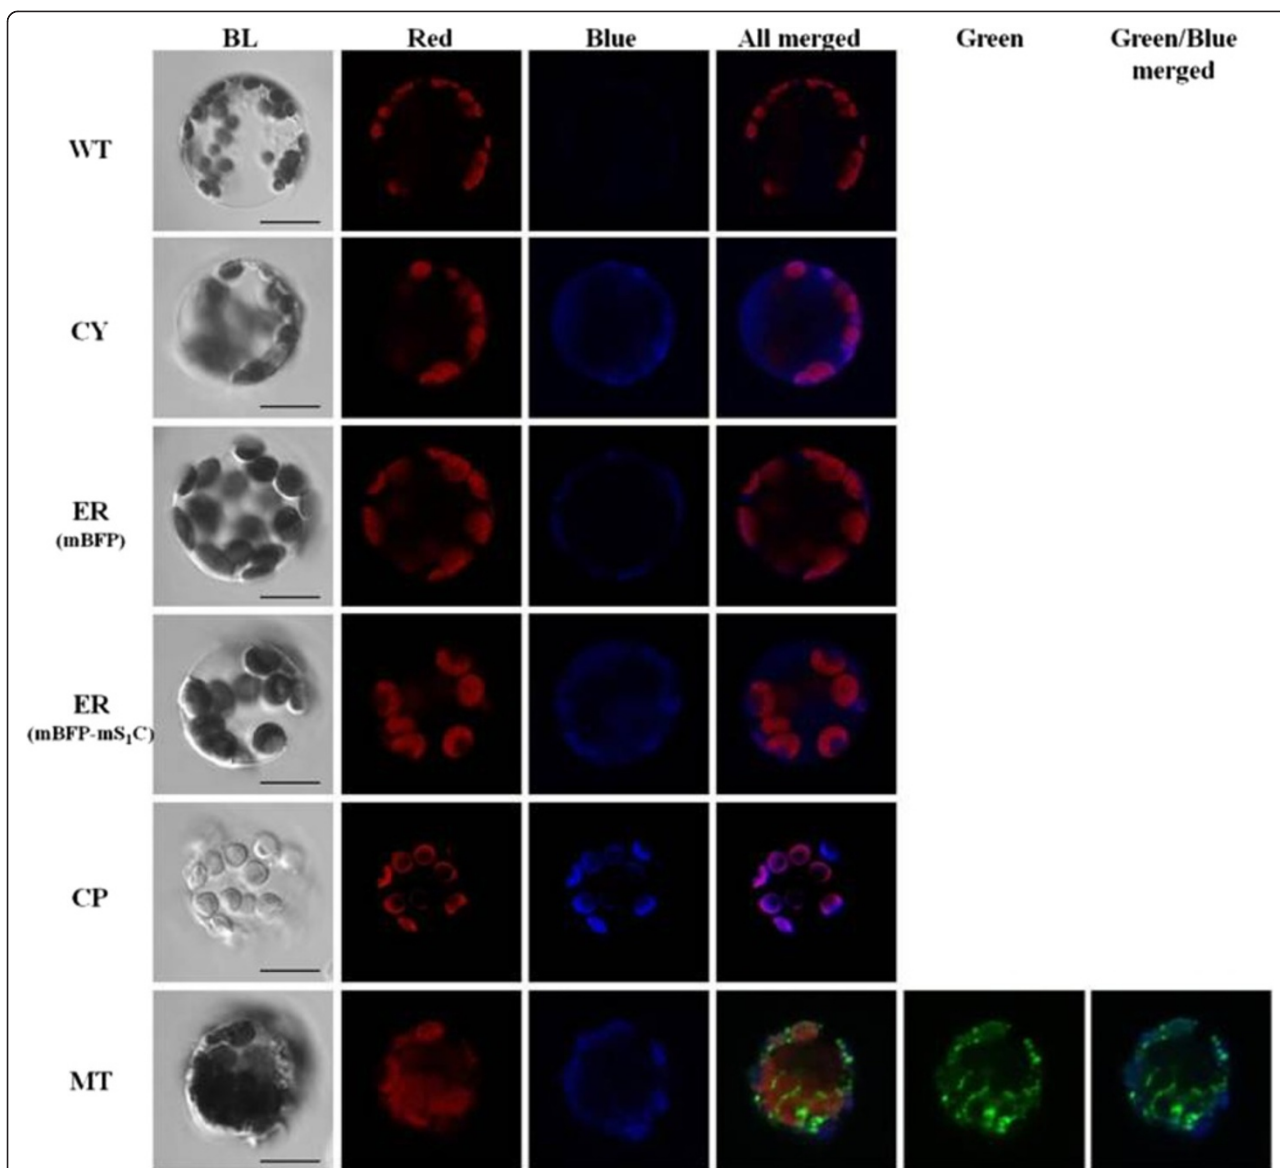 BL Red Blue All merged Green Green/Blue
merged
WT
CY
ER
(mBFP)
ER
(mBFP-mS₁C)
CP
MT